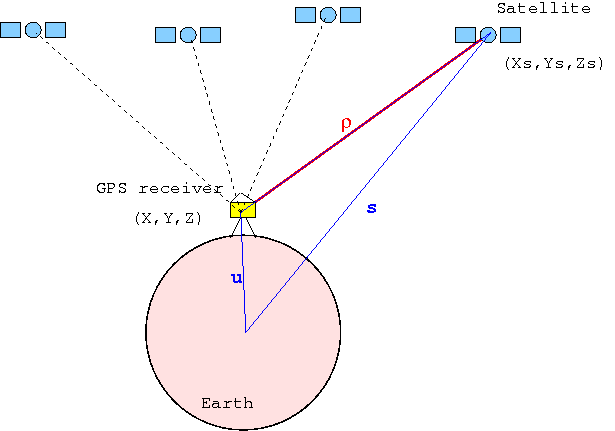 Satellite
(Xs,Ys,Zs)
ρ
GPS receiver
(X,Y,Z)
s
u
Earth